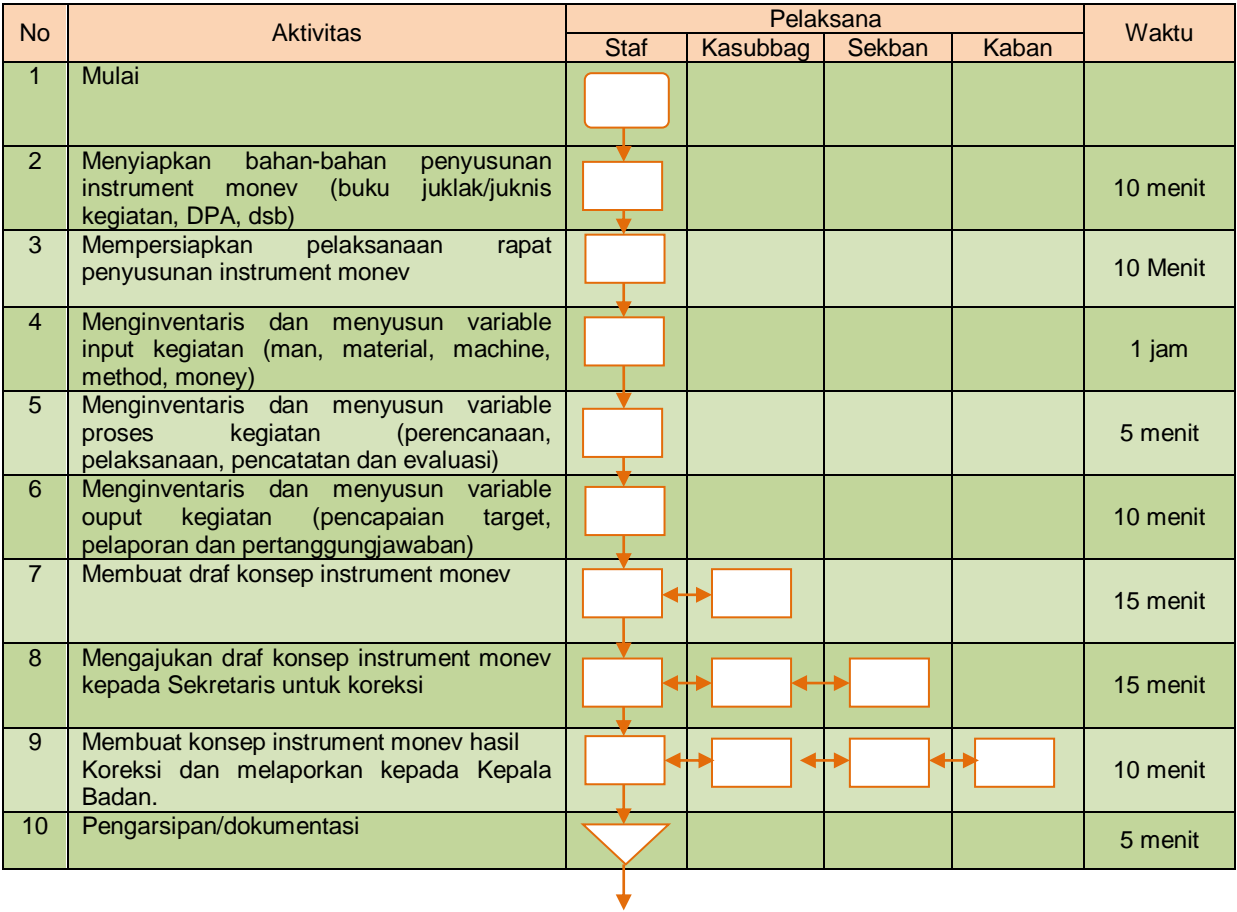 No Aktivitas Pelaksana Waktu
Staf Kasubbag Sekban Kaban
1 Mulai
2 Menyiapkan bahan-bahan penyusunan
instrument monev (buku juklak/juknis
kegiatan, DPA, dsb)
10 menit
3 Mempersiapkan pelaksanaan rapat
penyusunan instrument monev
10 Menit
4 Menginventaris dan menyusun variable
input kegiatan (man, material, machine,
method, money)
1 jam
5 Menginventaris dan menyusun variable
proses kegiatan (perencanaan,
pelaksanaan, pencatatan dan evaluasi)
5 menit
6 Menginventaris dan menyusun variable
ouput kegiatan (pencapaian target,
pelaporan dan pertanggungjawaban)
10 menit
7 Membuat draf konsep instrument monev
15 menit
8 Mengajukan draf konsep instrument monev
kepada Sekretaris untuk koreksi
15 menit
9 Membuat konsep instrument monev hasil
Koreksi dan melaporkan kepada Kepala
Badan.
10 menit
10 Pengarsipan/dokumentasi
5 menit